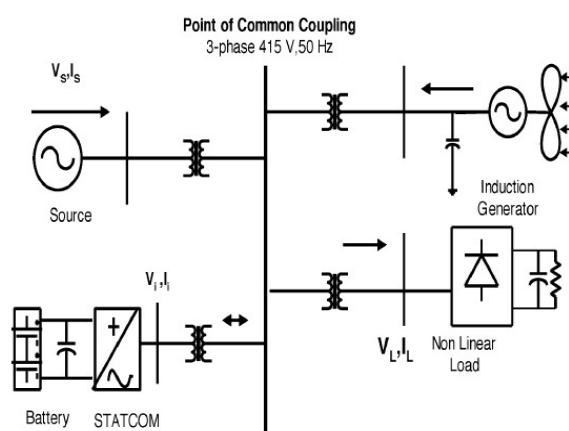 Point of Common Coupling
3-phase 415 V,50 Hz
Vs,Is
Source
Induction
Generator
Vi,Ii
VL,IL
Non Linear
Load
Battery
STATCOM